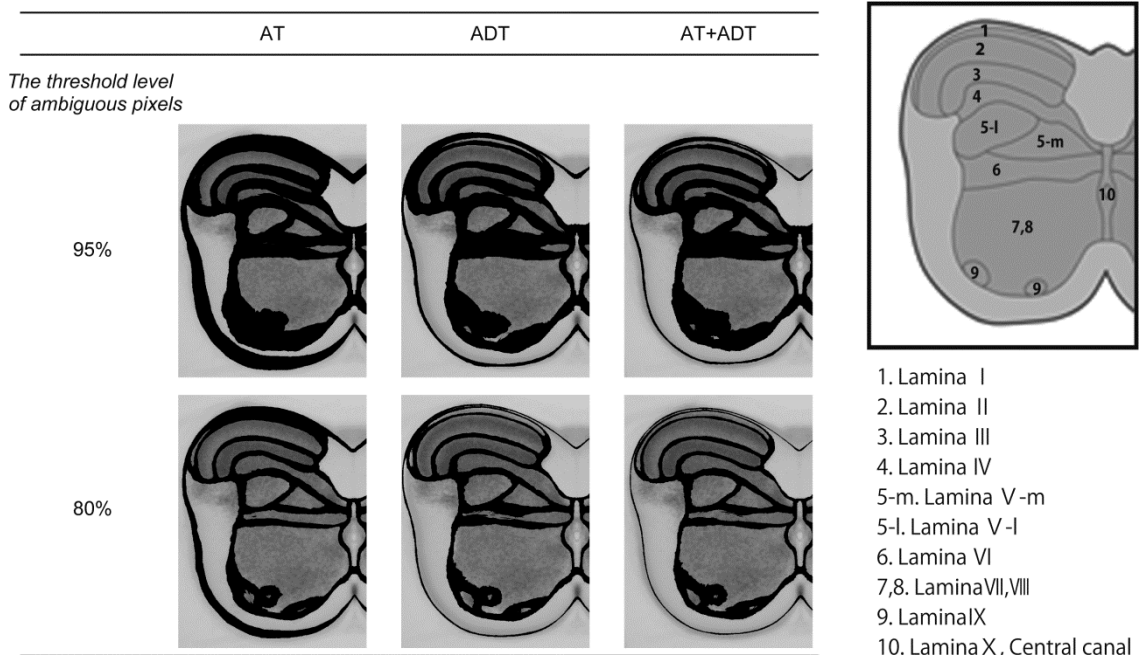 AT ADT AT+ADT
The threshold level
of ambiguous pixels
95%
80%
1
2
3
4
5-l
5-m
6
10
7,8
9
9
1. Lamina Ⅰ
2. Lamina Ⅱ
3. Lamina Ⅲ
4. Lamina Ⅳ
5-m. Lamina Ⅴ-m
5-l. Lamina Ⅴ-l
6. Lamina Ⅵ
7,8. LaminaⅦ,Ⅷ
9. LaminaⅨ
10. Lamina Ⅹ, Central canal